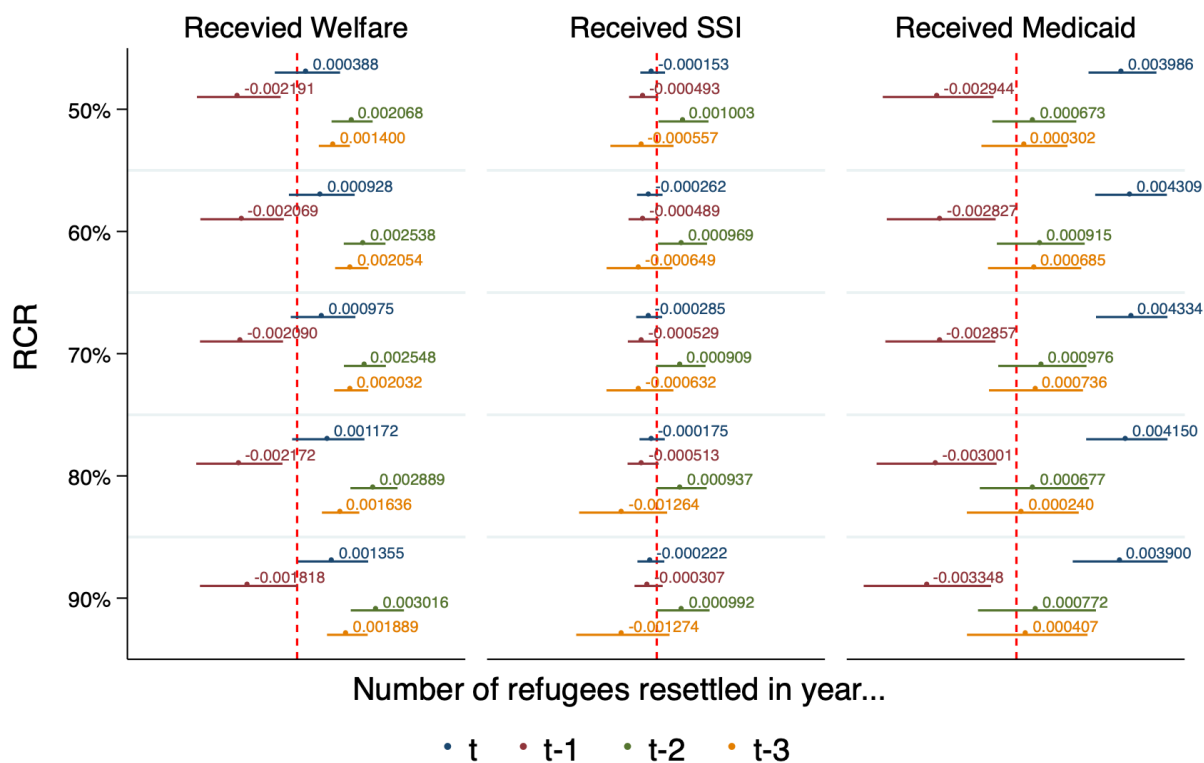 Recevied Welfare Received SSI Received Medicaid
0.000388 -0.000153 0.003986
-0.002191 -0.000493 -0.002944
50%
0.002068 0.001003 0.000673
0.001400 -0.000557 0.000302
0.000928 -0.000262 0.004309
-0.002069 -0.000489 -0.002827
60%
0.002538 0.000969 0.000915
0.002054 -0.000649 0.000685
0.000975 -0.000285 0.004334
-0.002090 -0.000529 -0.002857
RCR
70%
0.002548 0.000909 0.000976
0.002032 -0.000632 0.000736
0.001172 -0.000175 0.004150
-0.002172 -0.000513 -0.003001
80%
0.002889 0.000937 0.000677
0.001636 -0.001264 0.000240
0.001355 -0.000222 0.003900
-0.001818 -0.000307 -0.003348
90%
0.003016 0.000992 0.000772
0.001889 -0.001274 0.000407
Number of refugees resettled in year...
t t-1 t-2 t-3